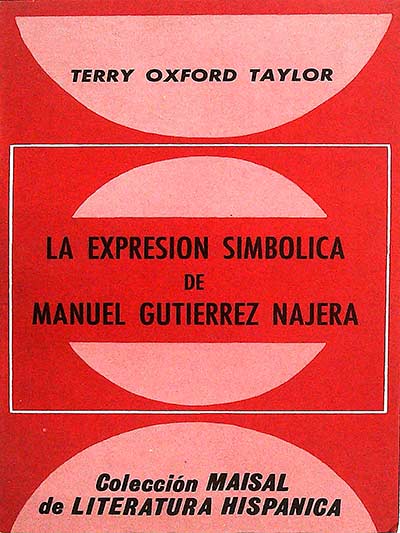 TERRY OXFORD TAYLOR
LA EXPRESION SIMBOLICA
DE
MANUEL GUTIERREZ NAJERA
Colección MAISAL
de LITERATURA HISPANICA